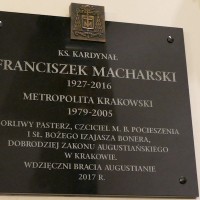 KS. KARDYNAŁ
FRANCISZEK MACHARSKI
1927-2016
METROPOLITA KRAKOWSKI
1979-2005
GORLIWY PASTERZ, CZCICIEL M. B. POCIESZENIA
I SŁ. BOŻEGO IZAJASZA BONERA,
DOBRODZIEJ ZAKONU AUGUSTIAŃSKIEGO
W KRAKOWIE.
WDZIĘCZNI BRACIA AUGUSTIANIE
2017 R.